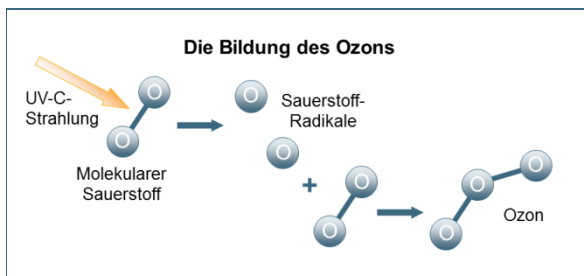 Die Bildung des Ozons
UV-C-
Strahlung
O
O
Molekularer
Sauerstoff
O
Sauerstoff-
Radikale
O
+
O
O
O
O
O
Ozon